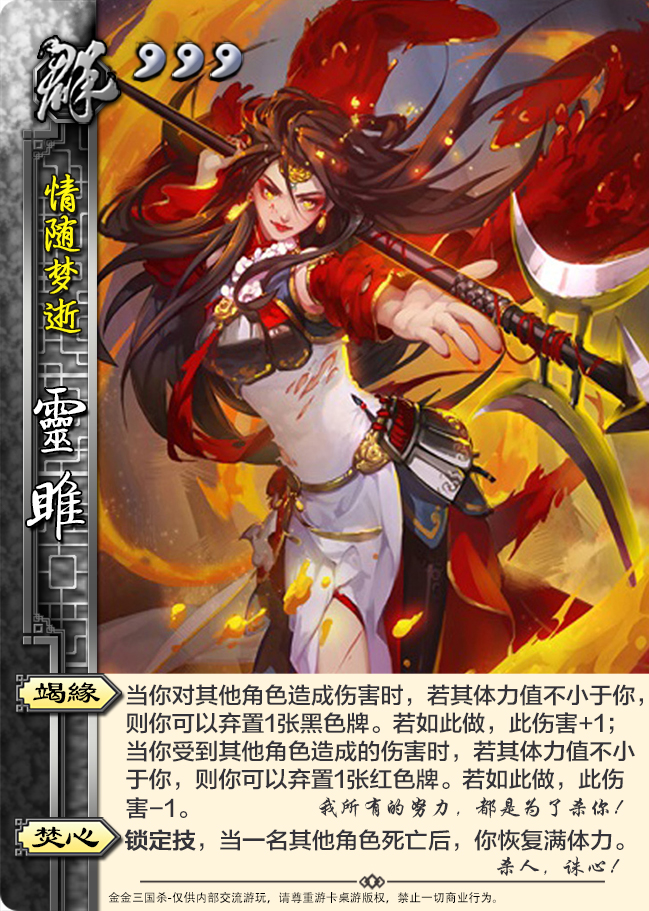 群
999
情随梦逝
靈雎
竭緣
当你对其他角色造成伤害时，若其体力值不小于你，
则你可以弃置1张黑色牌。若如此做，此伤害+1；
当你受到其他角色造成的伤害时，若其体力值不小
于你，则你可以弃置1张红色牌。若如此做，此伤
害-1。
我所有的努力，都是为了杀你！
焚心
锁定技，当一名其他角色死亡后，你恢复满体力。
杀人，诛心！
金金三国杀-仅供内部交流游玩，请尊重游卡桌游版权，禁止一切商业行为。